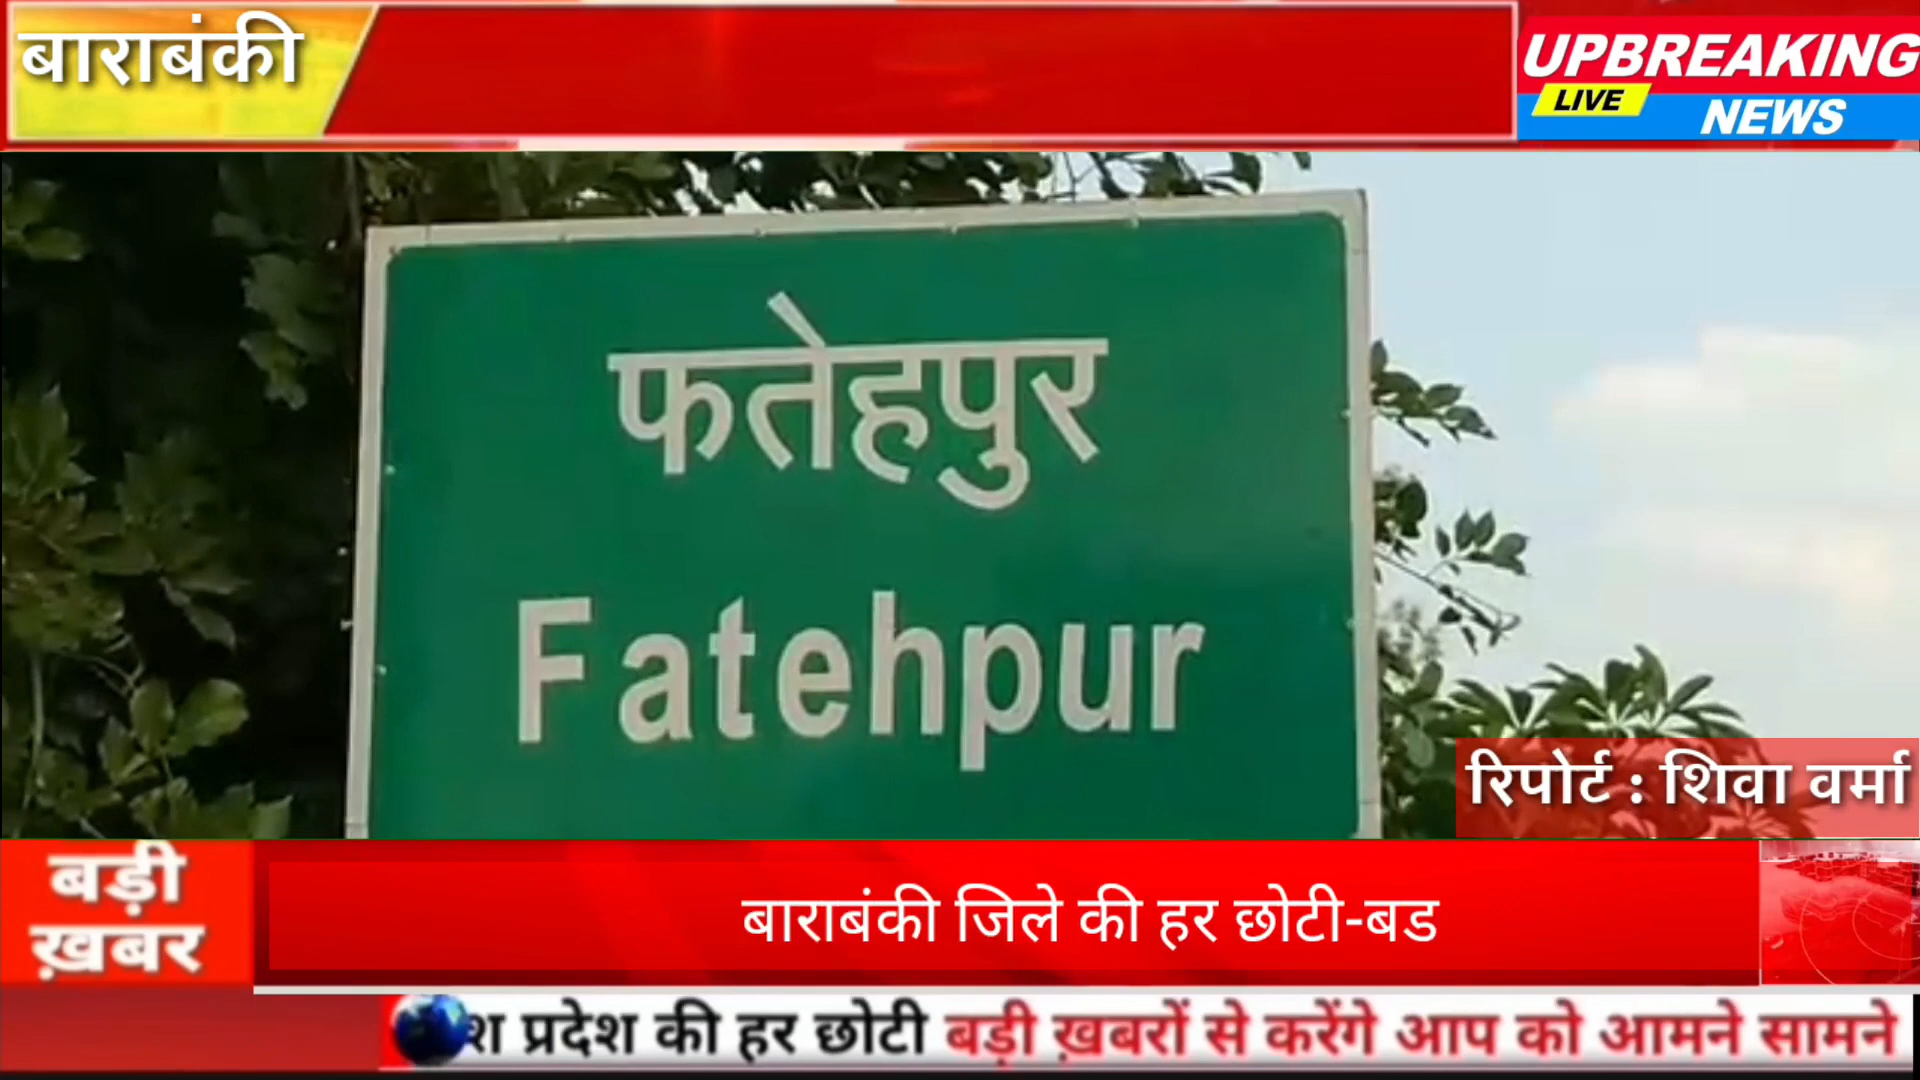 बाराबंकी
UPBREAKING
LIVE
NEWS
फतेहपुर
Fatehpur
रिपोर्ट : शिवा वर्मा
बड़ी
ख़बर
बाराबंकी जिले की हर छोटी-बड
श प्रदेश की हर छोटी बड़ी ख़बरों से करेंगे आप को आमने सामने